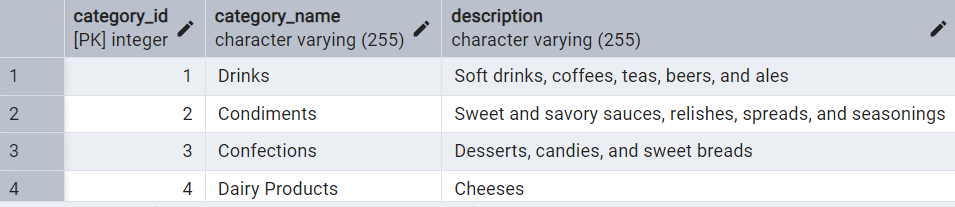 category_id category_name description
[PK] integer character varying (255) character varying (255)
1 1 Drinks Soft drinks, coffees, teas, beers, and ales
2 2 Condiments Sweet and savory sauces, relishes, spreads, and seasonings
3 3 Confections Desserts, candies, and sweet breads
4 4 Dairy Products Cheeses